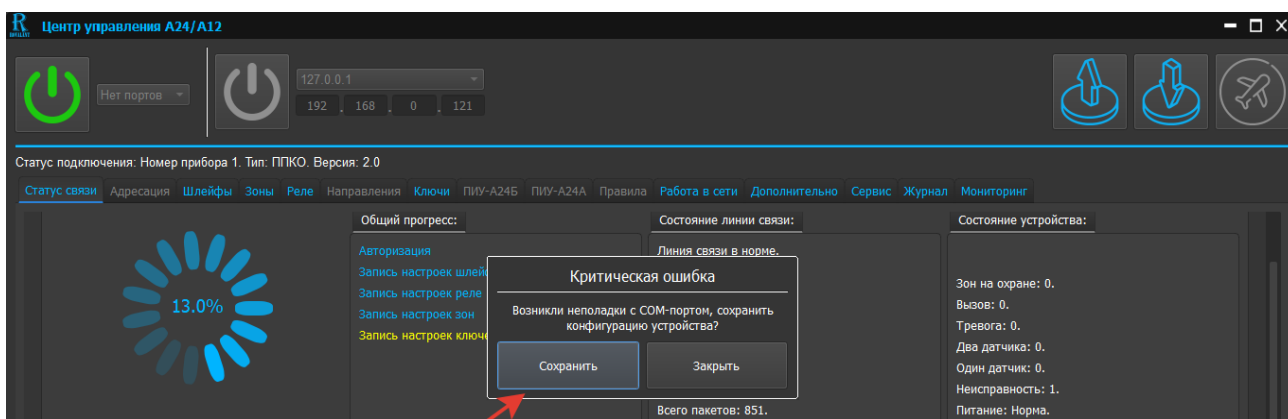 R
Центр управления А24/А12
Нет портов
127.0.0.1
192 . 168 . 0 . 121
Статус подключения: Номер прибора 1. Тип: ППКО. Версия: 2.0
Статус связи Адресация Шлейфы Зоны Реле Направления Ключи ПИУ-А24Б ПИУ-А24А Правила Работа в сети Дополнительно Сервис Журнал Мониторинг
13.0%
Общий прогресс:
Авторизация
Запись настроек шлей
Запись настроек реле
Запись настроек зон
Запись настроек ключе
Состояние линии связи:
Линия связи в норме.
Критическая ошибка
Возникли неполадки с COM-портом, сохранить
конфигурацию устройства?
Сохранить
Закрыть
Всего пакетов: 851.
Состояние устройства:
Зон на охране: 0.
Вызов: 0.
Тревога: 0.
Два датчика: 0.
Один датчик: 0.
Неисправность: 1.
Питание: Норма.